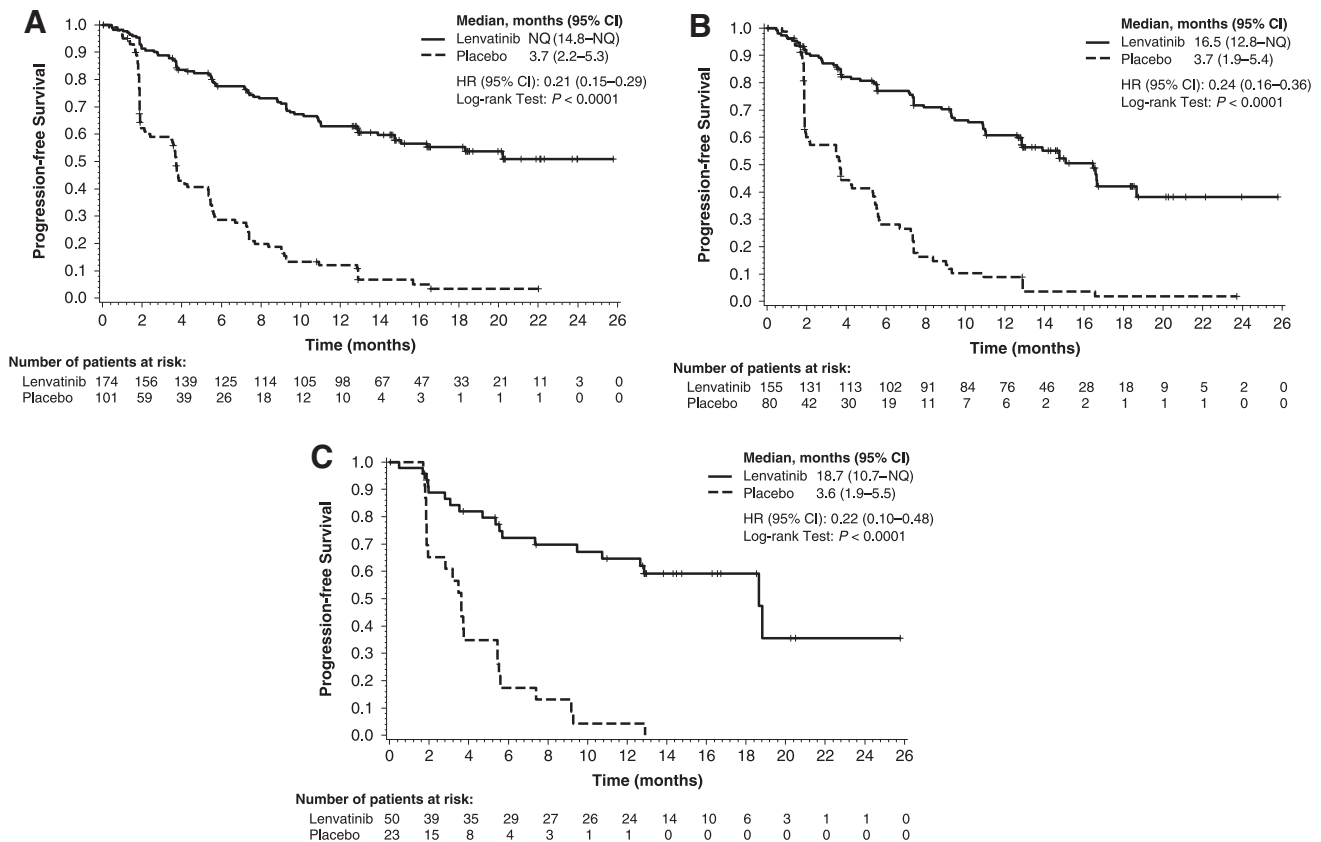 A
Median, months (95% CI)
Lenvatinib NQ (14.8–NQ)
Placebo 3.7 (2.2–5.3)
HR (95% CI): 0.21 (0.15–0.29)
Log-rank Test: P < 0.0001
Progression-free Survival
1.0
0.9
0.8
0.7
0.6
0.5
0.4
0.3
0.2
0.1
0.0
0 2 4 6 8 10 12 14 16 18 20 22 24 26
Time (months)
Number of patients at risk:
Lenvatinib 174 156 139 125 114 105 98 67 47 33 21 11 3 0
Placebo 101 59 39 26 18 12 10 4 3 1 1 1 0 0
B
Median, months (95% CI)
Lenvatinib 16.5 (12.8–NQ)
Placebo 3.7 (1.9–5.4)
HR (95% CI): 0.24 (0.16–0.36)
Log-rank Test: P < 0.0001
Progression-free Survival
1.0
0.9
0.8
0.7
0.6
0.5
0.4
0.3
0.2
0.1
0.0
0 2 4 6 8 10 12 14 16 18 20 22 24 26
Time (months)
Number of patients at risk:
Lenvatinib 155 131 113 102 91 84 76 46 28 18 9 5 2 0
Placebo 80 42 30 19 11 7 6 2 2 1 1 1 0 0
C
Median, months (95% CI)
Lenvatinib 18.7 (10.7–NQ)
Placebo 3.6 (1.9–5.5)
HR (95% CI): 0.22 (0.10–0.48)
Log-rank Test: P < 0.0001
Progression-free Survival
1.0
0.9
0.8
0.7
0.6
0.5
0.4
0.3
0.2
0.1
0.0
0 2 4 6 8 10 12 14 16 18 20 22 24 26
Time (months)
Number of patients at risk:
Lenvatinib 50 39 35 29 27 26 24 14 10 6 3 1 1 0
Placebo 23 15 8 4 3 1 1 0 0 0 0 0 0 0